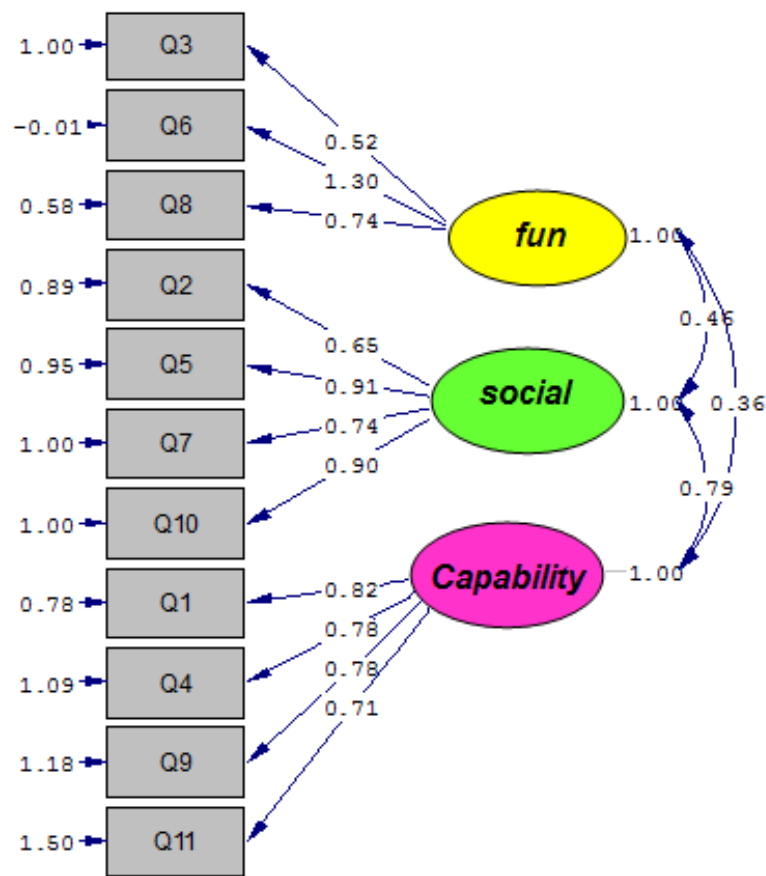 1.00 Q3
-0.01 Q6
0.58 Q8
0.89 Q2
0.95 Q5
1.00 Q7
1.00 Q10
0.78 Q1
1.09 Q4
1.18 Q9
1.50 Q11
0.52
1.30
0.74
0.65
0.91
0.74
0.90
0.82
0.78
0.78
0.71
fun 1.00
social 1.00
Capability 1.00
0.46
0.36
0.79